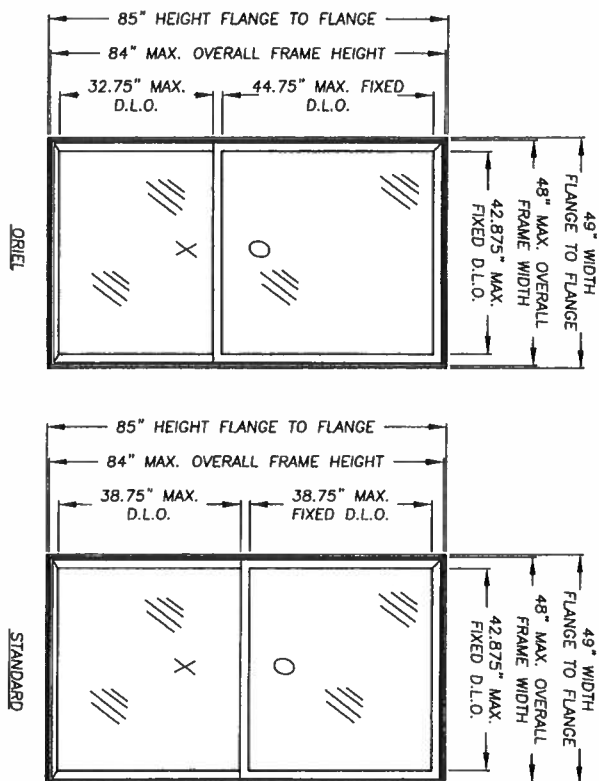 85" HEIGHT FLANGE TO FLANGE
84" MAX. OVERALL FRAME HEIGHT
32.75" MAX.
D.L.O.
44.75" MAX. FIXED
D.L.O.
49" WIDTH
FLANGE TO FLANGE
48" MAX. OVERALL
FRAME WIDTH
42.875" MAX.
FIXED D.L.O.
X
O
ORIEL
85" HEIGHT FLANGE TO FLANGE
84" MAX. OVERALL FRAME HEIGHT
38.75" MAX.
D.L.O.
38.75" MAX.
FIXED D.L.O.
49" WIDTH
FLANGE TO FLANGE
48" MAX. OVERALL
FRAME WIDTH
42.875" MAX.
FIXED D.L.O.
X
O
STANDARD